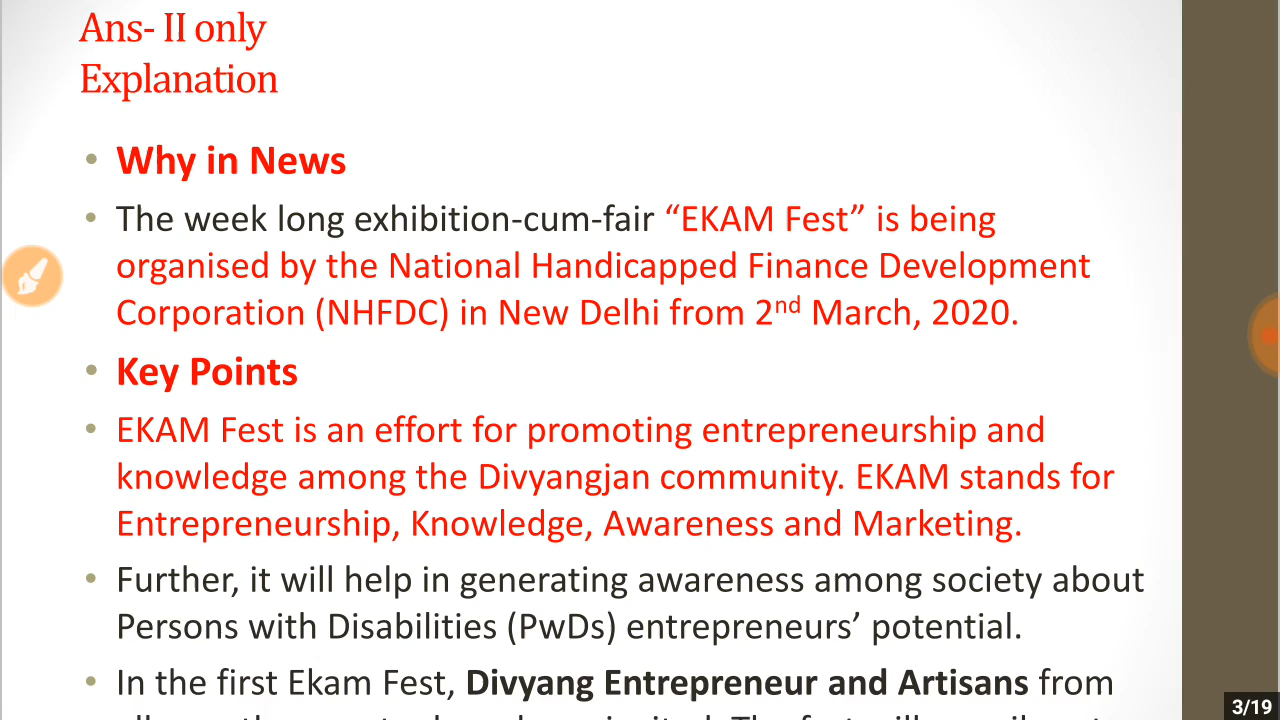 Ans- II only
Explanation
• Why in News
• The week long exhibition-cum-fair “EKAM Fest” is being
organised by the National Handicapped Finance Development
Corporation (NHFDC) in New Delhi from 2nd March, 2020.
• Key Points
• EKAM Fest is an effort for promoting entrepreneurship and
knowledge among the Divyangjan community. EKAM stands for
Entrepreneurship, Knowledge, Awareness and Marketing.
• Further, it will help in generating awareness among society about
Persons with Disabilities (PwDs) entrepreneurs’ potential.
• In the first Ekam Fest, Divyang Entrepreneur and Artisans from
3/19